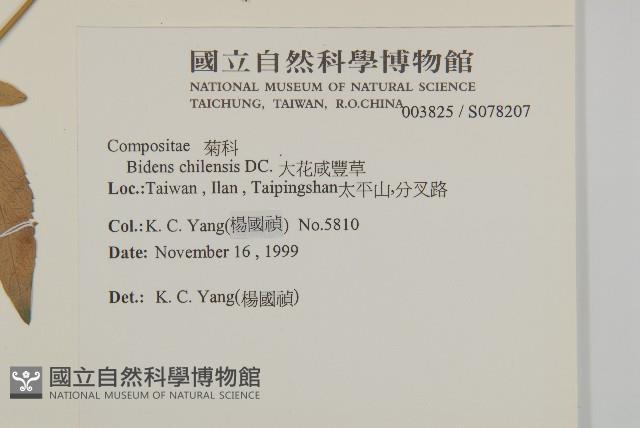 國立自然科學博物館
NATIONAL MUSEUM OF NATURAL SCIENCE
TAICHUNG, TAIWAN, R.O.CHINA
003825 / S078207
Compositae 菊科
Bidens chilensis DC. 大花咸豐草
Loc.:Taiwan , Ilan , Taipingshan太平山,分叉路
Col.:K. C. Yang(楊國禎) No.5810
Date: November 16 , 1999
Det.: K. C. Yang(楊國禎)
國立自然科學博物館
NATIONAL MUSEUM OF NATURAL SCIENCE